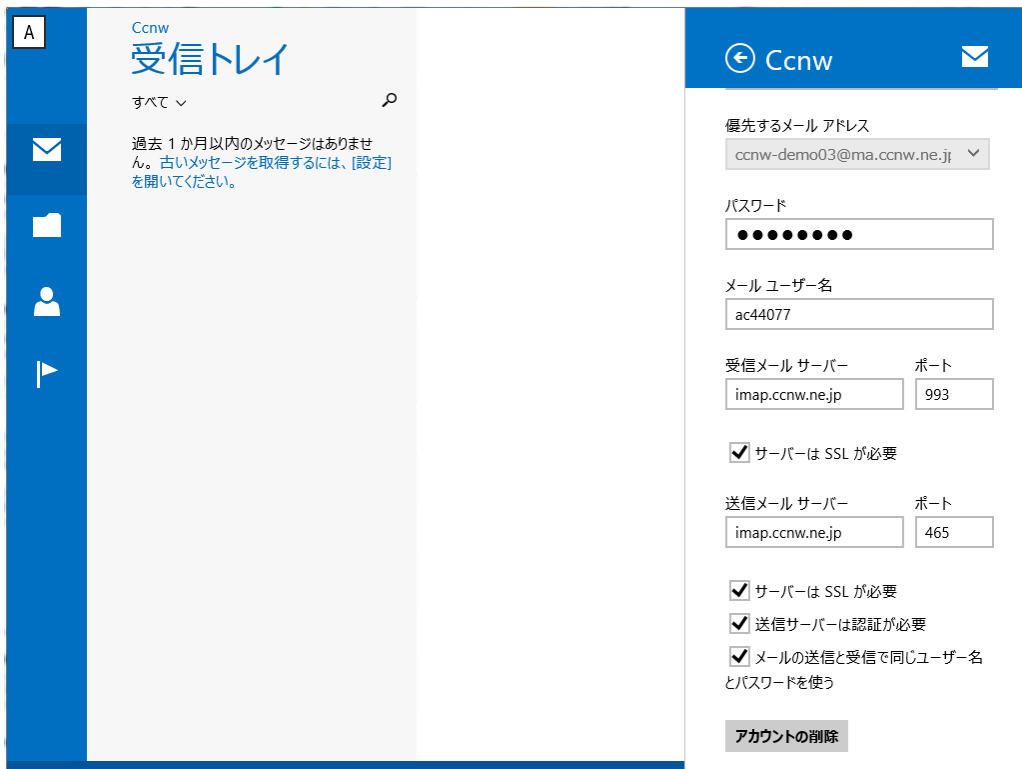 A
Ccnw
受信トレイ
すべて
過去 1 か月以内のメッセージはありませ
ん。古いメッセージを取得するには、[設定]
を開いてください。
Ccnw
優先するメール アドレス
ccnw-demo03@ma.ccnw.ne.jp
パスワード
●●●●●●●●
メール ユーザー名
ac44077
受信メール サーバー ポート
imap.ccnw.ne.jp 993
サーバーは SSL が必要
送信メール サーバー ポート
imap.ccnw.ne.jp 465
サーバーは SSL が必要
送信サーバーは認証が必要
メールの送信と受信で同じユーザー名
とパスワードを使う
アカウントの削除